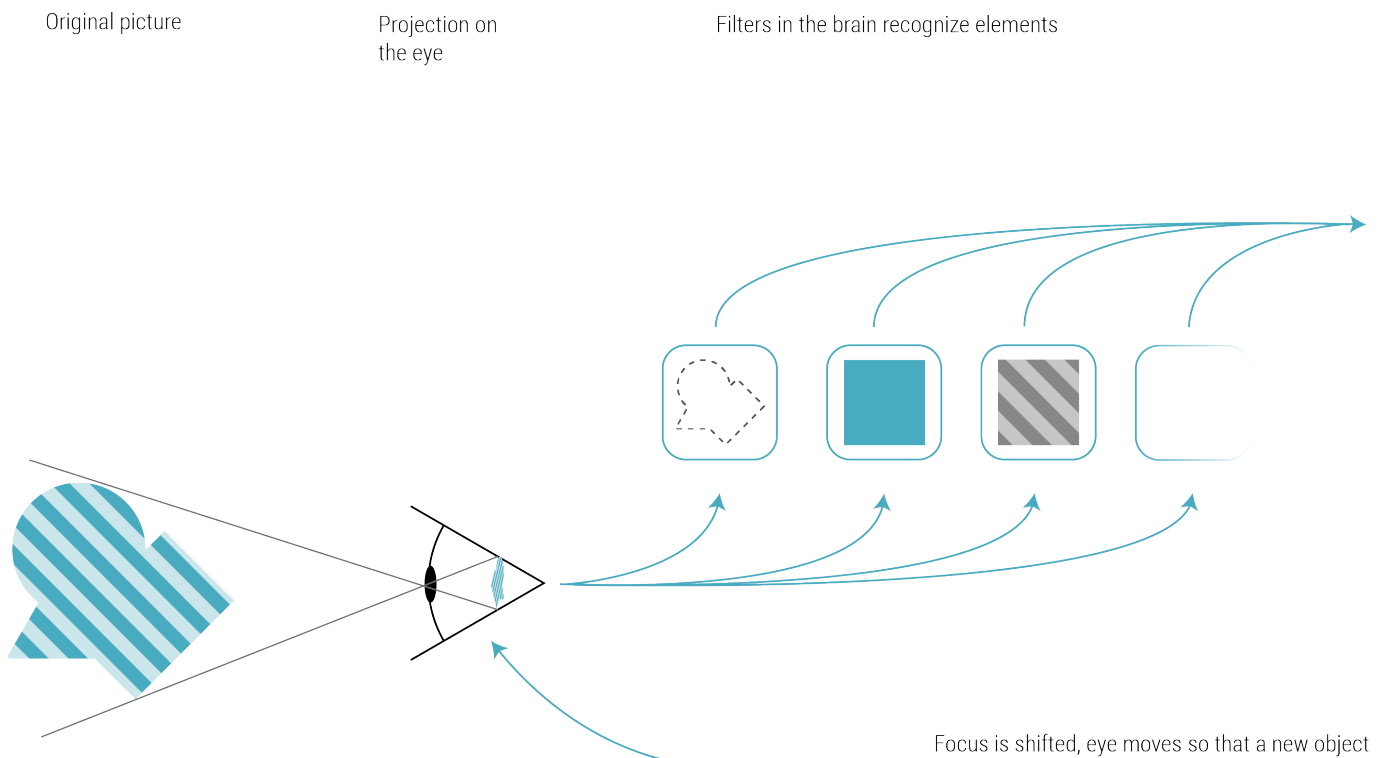 Original picture
Projection on
the eye
Filters in the brain recognize elements
Focus is shifted, eye moves so that a new object